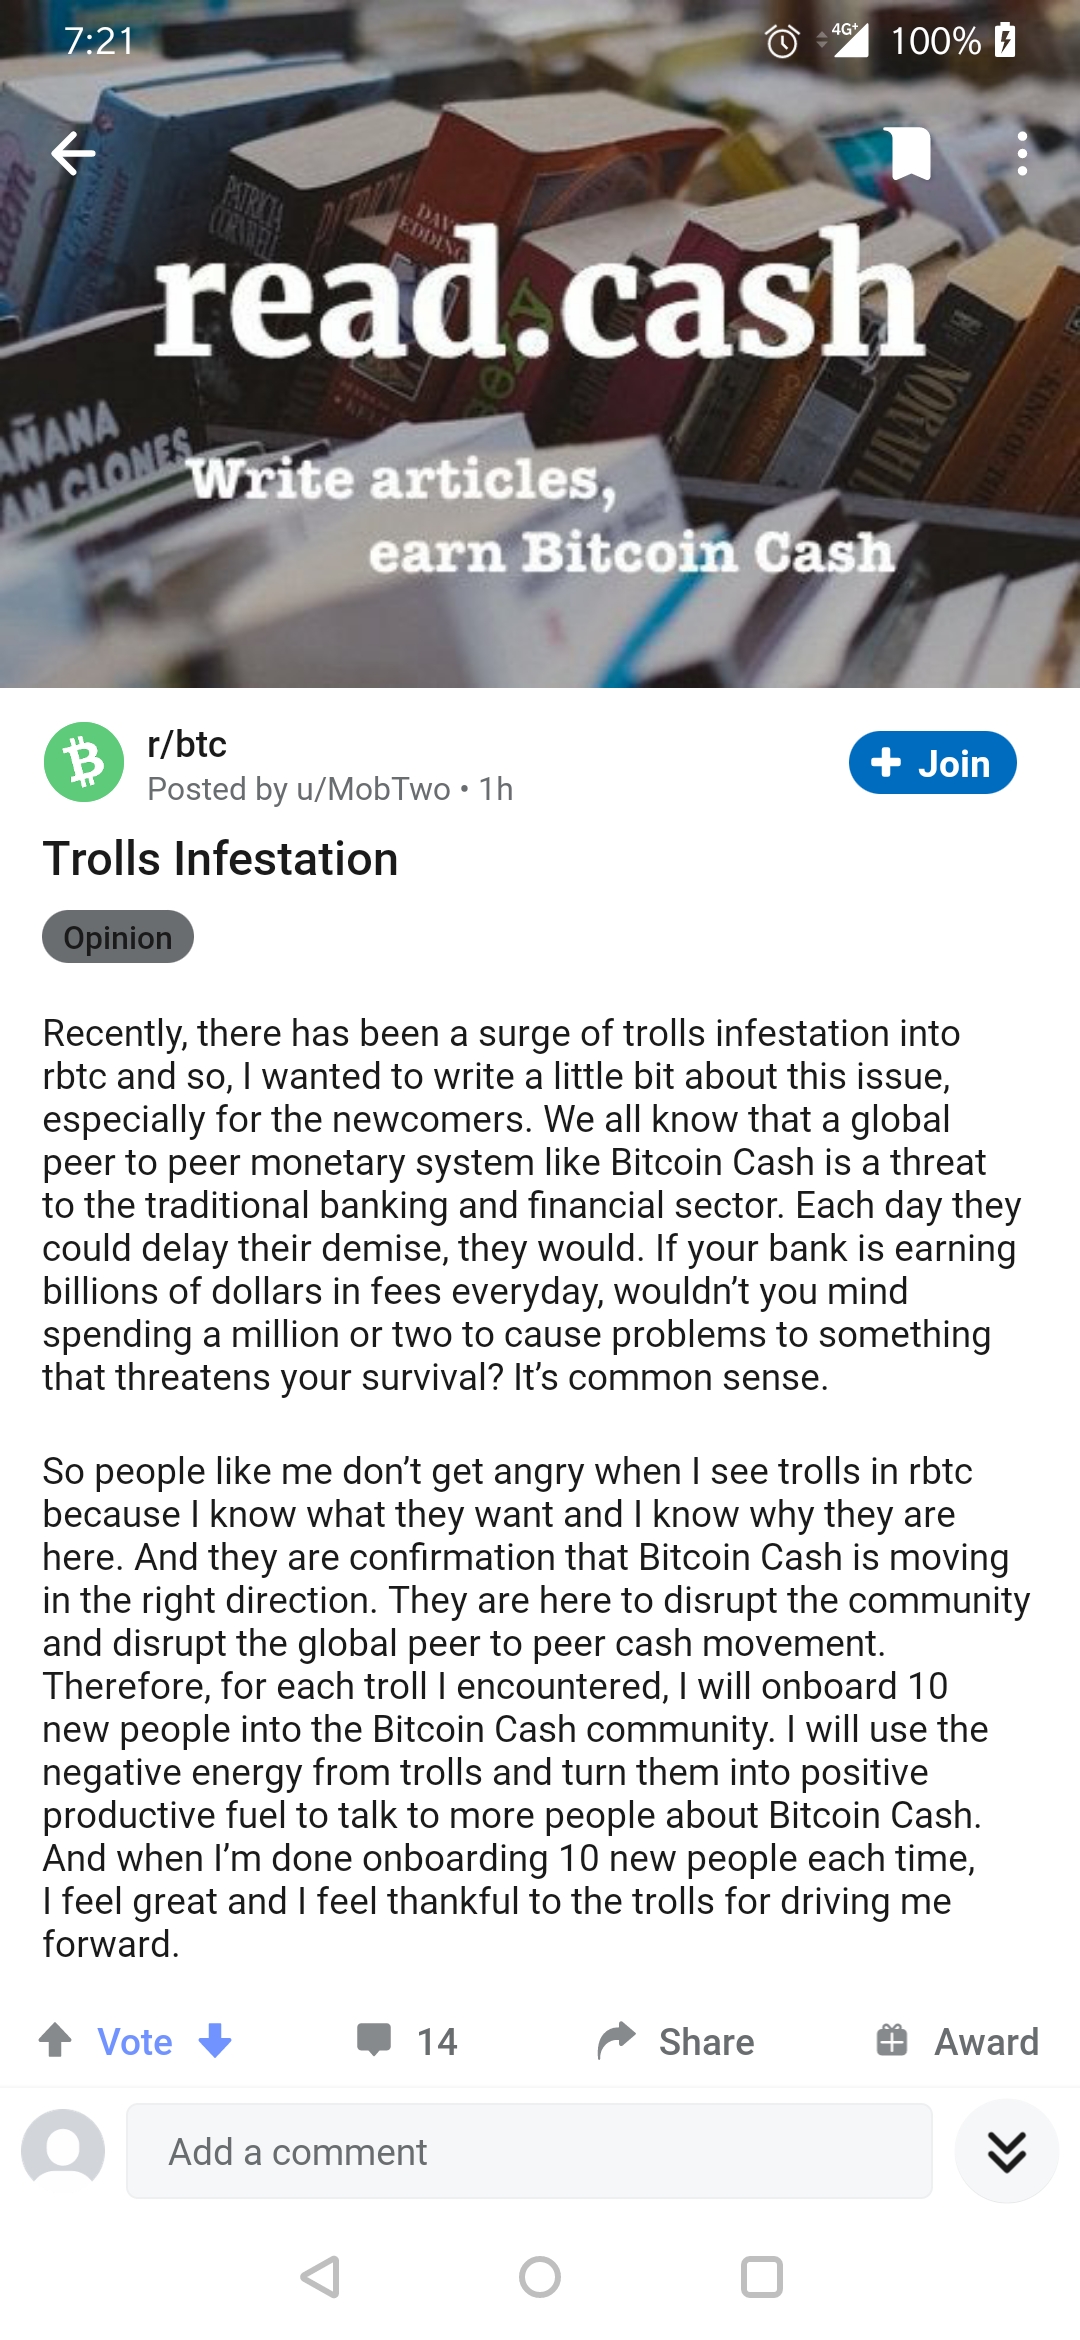 7:21
4G+ 100%
PATRICIA
CORNWELL
DAV
EDDING
read.cash
AÑANA
AN CLONES
Write articles,
earn Bitcoin Cash
r/btc
Posted by u/MobTwo • 1h
Join
Trolls Infestation
Opinion
Recently, there has been a surge of trolls infestation into
rbtc and so, I wanted to write a little bit about this issue,
especially for the newcomers. We all know that a global
peer to peer monetary system like Bitcoin Cash is a threat
to the traditional banking and financial sector. Each day they
could delay their demise, they would. If your bank is earning
billions of dollars in fees everyday, wouldn’t you mind
spending a million or two to cause problems to something
that threatens your survival? It’s common sense.
So people like me don’t get angry when I see trolls in rbtc
because I know what they want and I know why they are
here. And they are confirmation that Bitcoin Cash is moving
in the right direction. They are here to disrupt the community
and disrupt the global peer to peer cash movement.
Therefore, for each troll I encountered, I will onboard 10
new people into the Bitcoin Cash community. I will use the
negative energy from trolls and turn them into positive
productive fuel to talk to more people about Bitcoin Cash.
And when I’m done onboarding 10 new people each time,
I feel great and I feel thankful to the trolls for driving me
forward.
Vote 14 Share Award
Add a comment